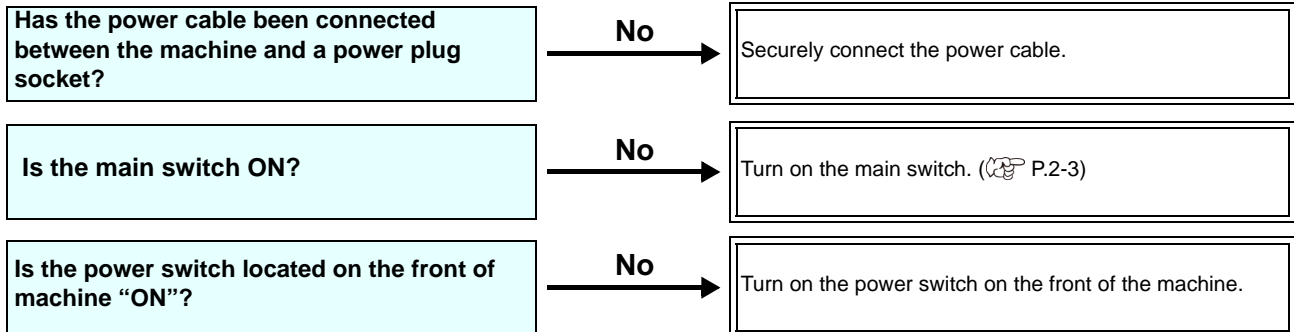 Has the power cable been connected
between the machine and a power plug
socket?
No
Securely connect the power cable.
Is the main switch ON?
No
Turn on the main switch. (P.2-3)
Is the power switch located on the front of
machine “ON”?
No
Turn on the power switch on the front of the machine.